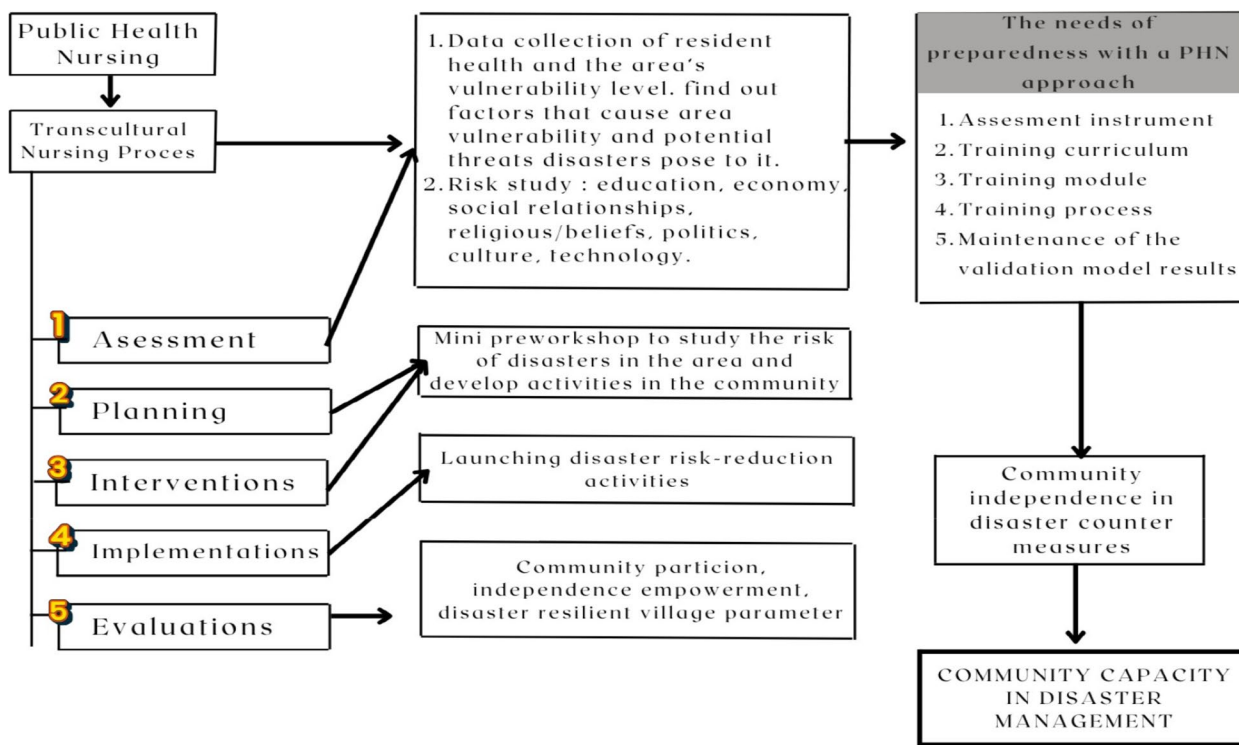 Public Health
Nursing
Transcultural
Nursing Proces
1
Asessment
2
Planning
3
Interventions
4
Implementations
5
Evaluations
1. Data collection of resident
health and the area's
vulnerability level. find out
factors that cause area
vulnerability and potential
threats disasters pose to it.
2. Risk study : education, economy,
social relationships,
religious/beliefs, politics,
culture, technology.
Mini preworkshop to study the risk
of disasters in the area and
develop activities in the community
Launching disaster risk-reduction
activities
Community particion,
independence empowerment,
disaster resilient village parameter
The needs of
preparedness with a PHN
approach
1. Assesment instrument
2. Training curriculum
3. Training module
4. Training process
5. Maintenance of the
validation model results
Community
independence in
disaster counter
measures
COMMUNITY CAPACITY
IN DISASTER
MANAGEMENT